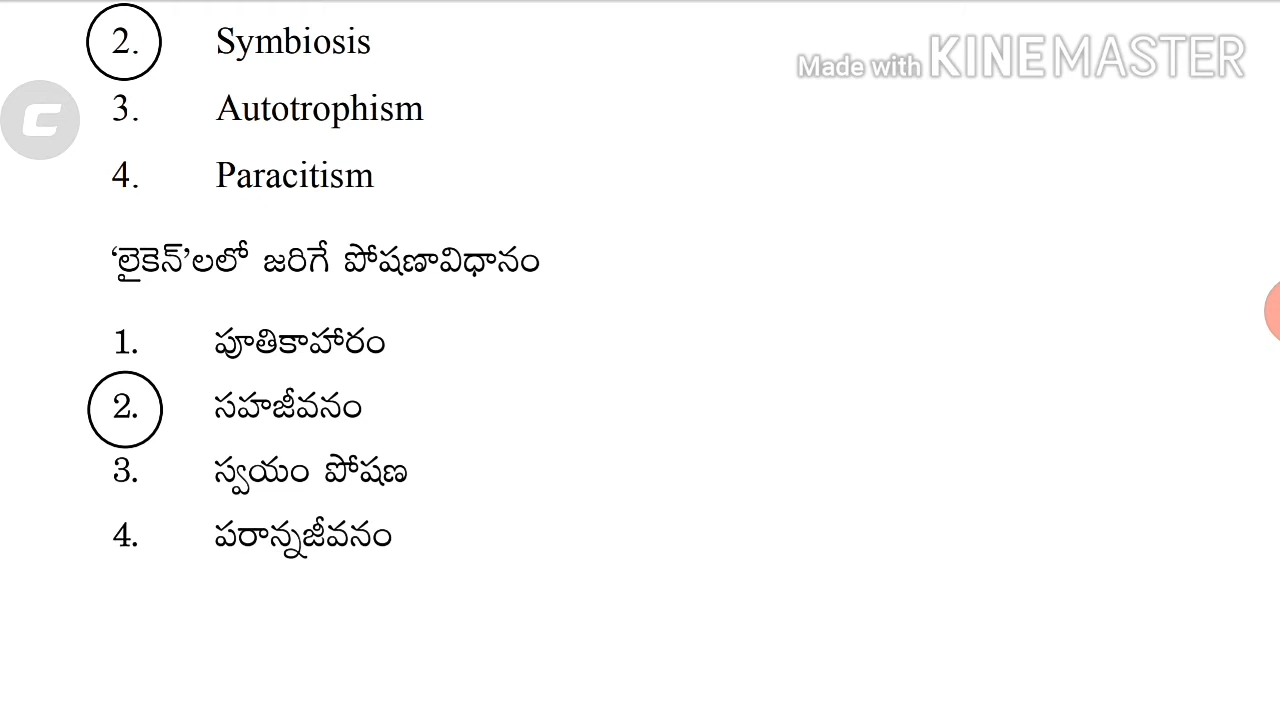 2. Symbiosis
Made with KINEMASTER
3. Autotrophism
4. Paracitism
‘లైకెన్’లలో జరిగే పోషణావిధానం
1. పూతికాహారం
2. సహజీవనం
3. స్వయం పోషణ
4. పరాన్నజీవనం